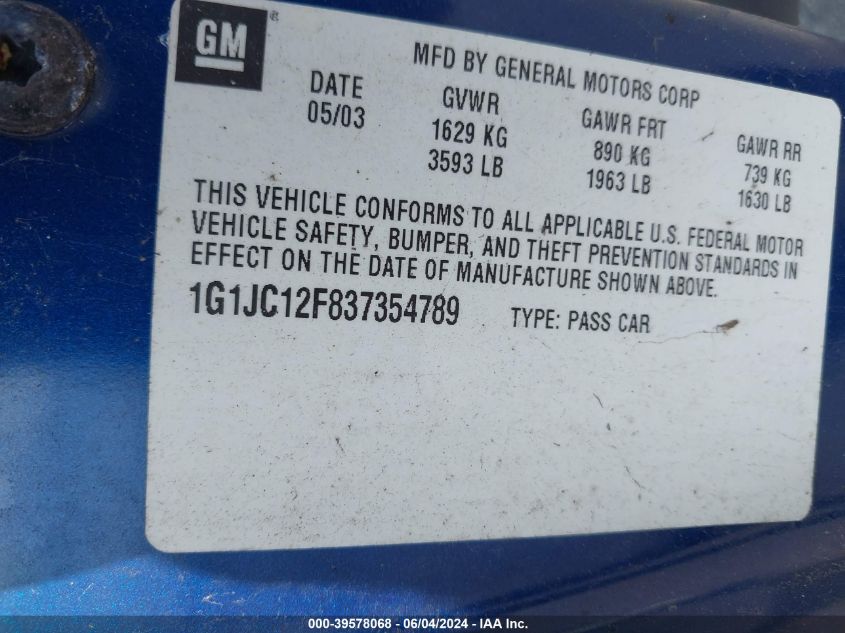 GM
MFD BY GENERAL MOTORS CORP
DATE GVWR GAWR FRT GAWR RR
05/03 1629 KG 890 KG 739 KG
3593 LB 1963 LB 1630 LB
THIS VEHICLE CONFORMS TO ALL APPLICABLE U.S. FEDERAL MOTOR
VEHICLE SAFETY, BUMPER, AND THEFT PREVENTION STANDARDS IN
EFFECT ON THE DATE OF MANUFACTURE SHOWN ABOVE.
1G1JC12F837354789 TYPE: PASS CAR
000-39578068 - 06/04/2024 - IAA Inc.